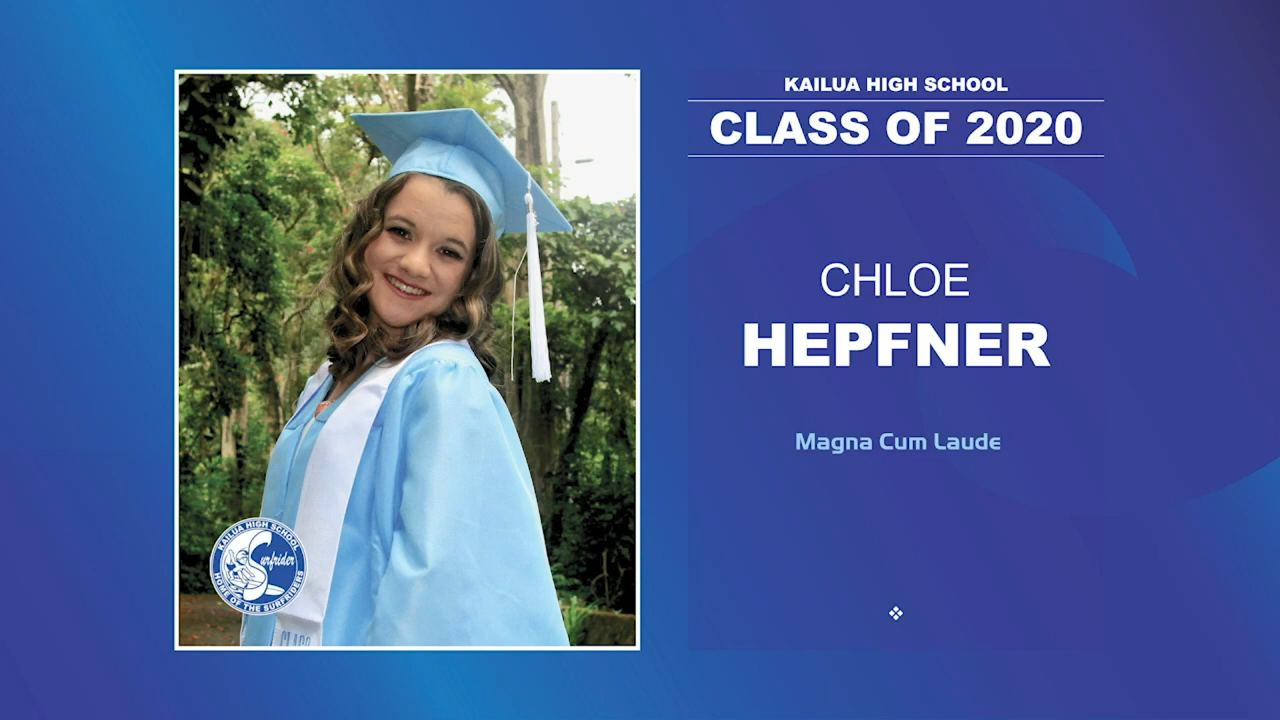 KAILUA HIGH SCHOOL
CLASS OF 2020
CHLOE
HEPFNER
Magna Cum Laude
KAILUA HIGH SCHOOL
Surfrider
HOME OF THE SURFRIDERS
CLASS